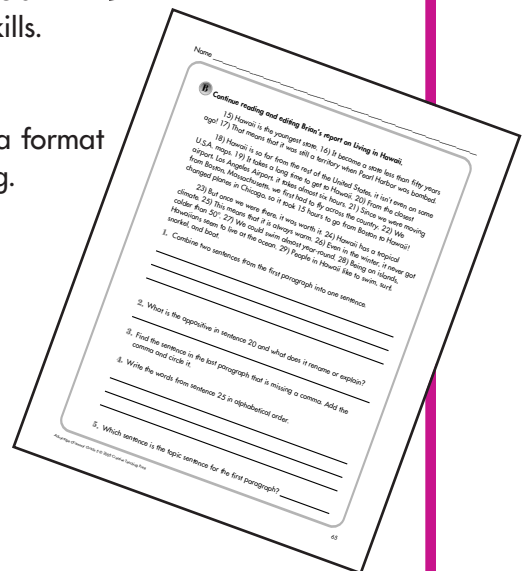 kills.
a format
g.
Name
B Continue reading and editing Brian's report on Living in Hawaii.
15) Hawaii is the youngest state. 16) It became a state less than fifty years
ago! 17) That means that it was still a territory when Pearl Harbor was bombed.
18) Hawaii is so far from the rest of the United States, it isn't even on some
U.S.A. maps. 19) It takes a long time to get to Hawaii. 20) From the closest
airport, Los Angeles Airport, it takes almost six hours. 21) Since we were moving
from Boston, Massachusetts, we first had to fly across the country. 22) We
changed planes in Chicago, so it took 15 hours to go from Boston to Hawaii!
23) But once we were there, it was worth it. 24) Hawaii has a tropical
climate. 25) This means that it is always warm. 26) Even in the winter, it never got
colder than 50°. 27) We could swim almost year-round. 28) Being on islands,
Hawaiians seem to live at the ocean. 29) People in Hawaii like to swim, surf,
snorkel, and boat.
1. Combine two sentences from the first paragraph into one sentence.
2. What is the appositive in sentence 20 and what does it rename or explain?
3. Find the sentence in the last paragraph that is missing a comma. Add the
comma and circle it.
4. Write the words from sentence 25 in alphabetical order.
5. Which sentence is the topic sentence for the first paragraph?
65